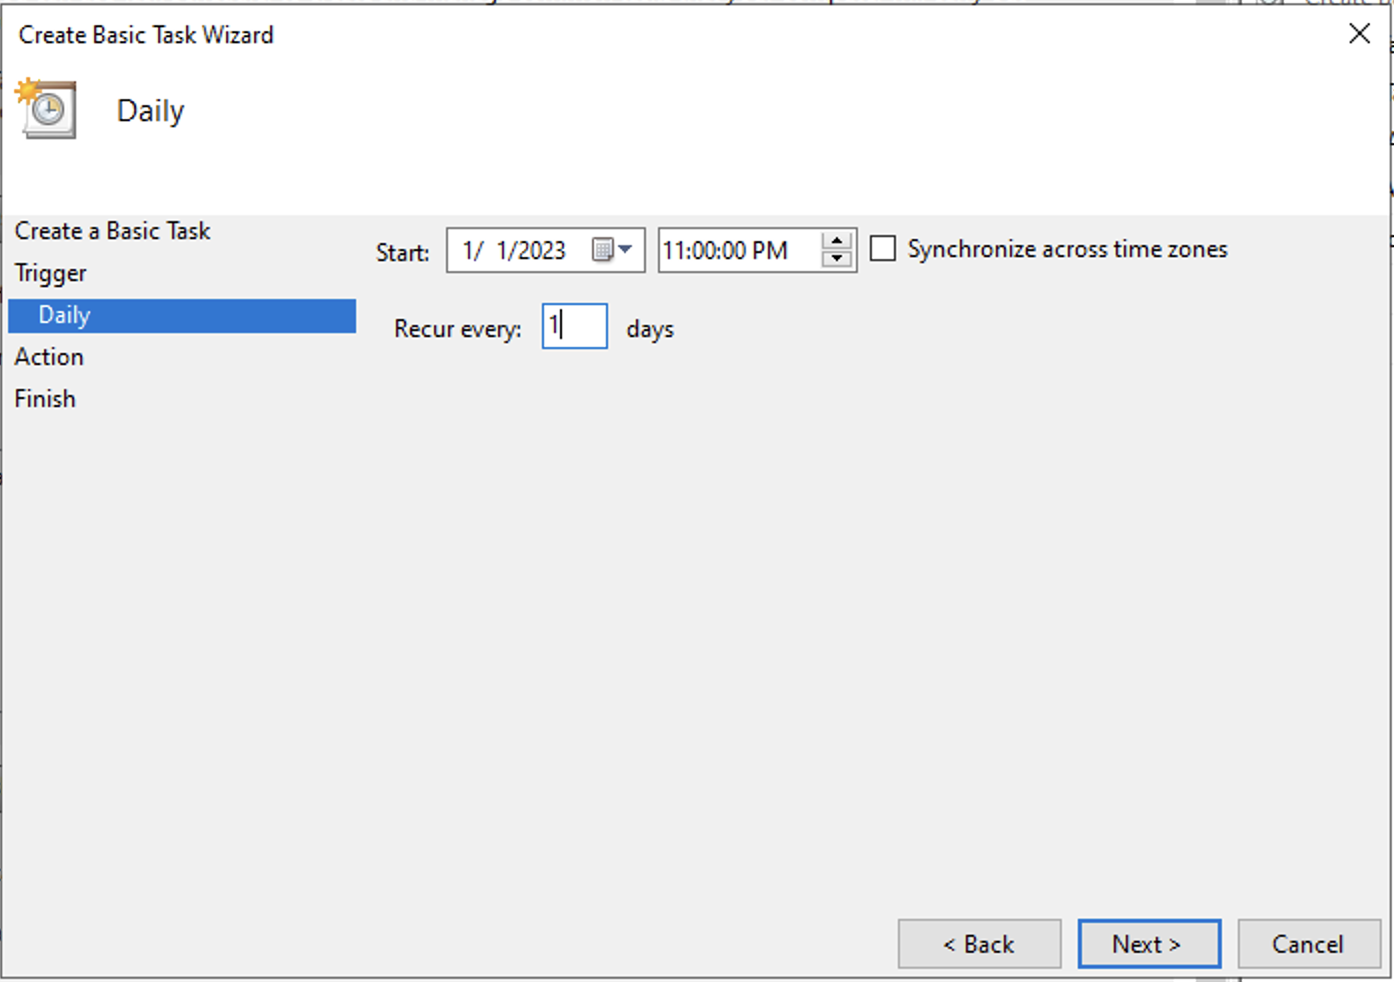 Create Basic Task Wizard
Daily
Create a Basic Task
Trigger
Daily
Action
Finish
Start: 1/ 1/2023 11:00:00 PM Synchronize across time zones
Recur every: 1 days
< Back Next > Cancel